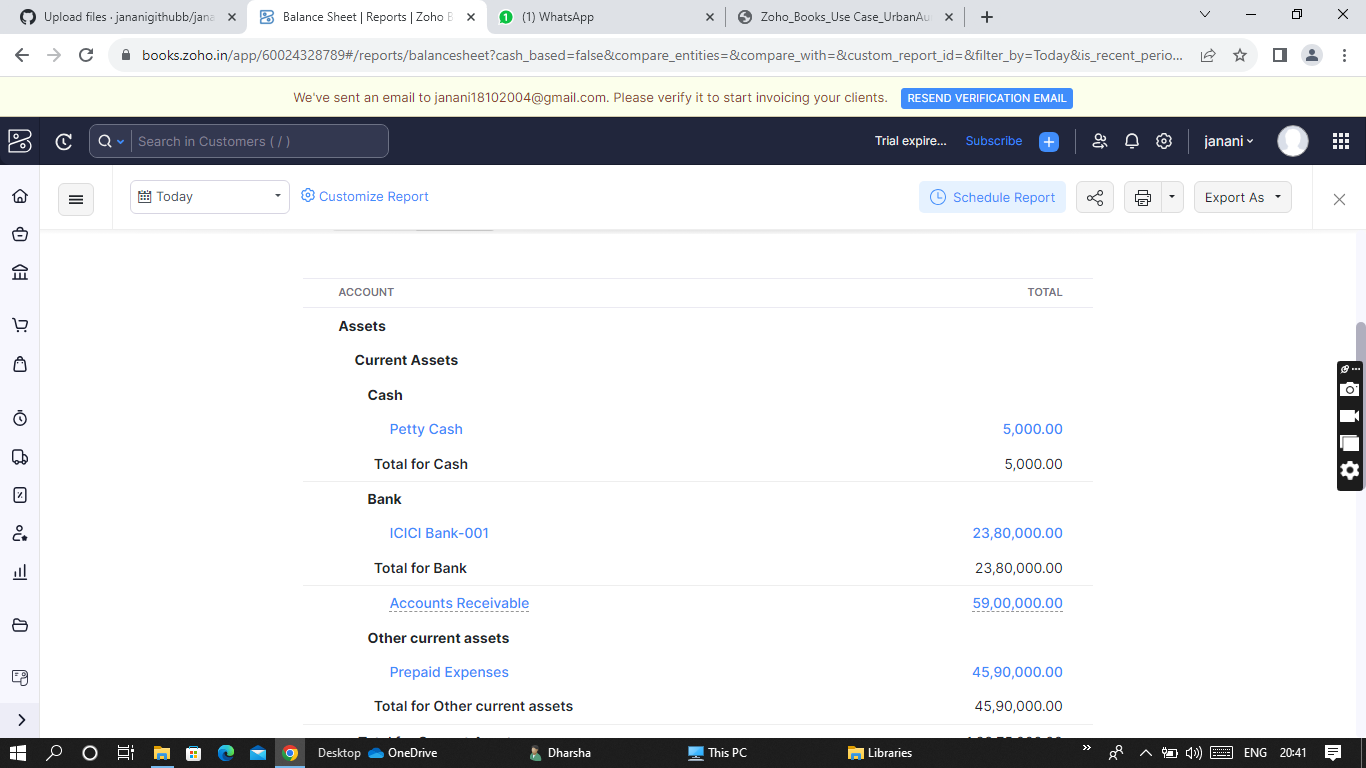 Upload files · jananigithubb/jana
Balance Sheet | Reports | Zoho B
(1) WhatsApp
Zoho_Books_Use Case_UrbanAu
books.zoho.in/app/60024328789#/reports/balancesheet?cash_based=false&compare_entities=&compare_with=&custom_report_id=&filter_by=Today&is_recent_perio...
We've sent an email to janani18102004@gmail.com. Please verify it to start invoicing your clients. RESEND VERIFICATION EMAIL
Search in Customers ( / ) Trial expire... Subscribe janani
Today Customize Report Schedule Report Export As
ACCOUNT TOTAL
Assets
Current Assets
Cash
Petty Cash 5,000.00
Total for Cash 5,000.00
Bank
ICICI Bank-001 23,80,000.00
Total for Bank 23,80,000.00
Accounts Receivable 59,00,000.00
Other current assets
Prepaid Expenses 45,90,000.00
Total for Other current assets 45,90,000.00
Desktop OneDrive Dharsha This PC Libraries ENG 20:41